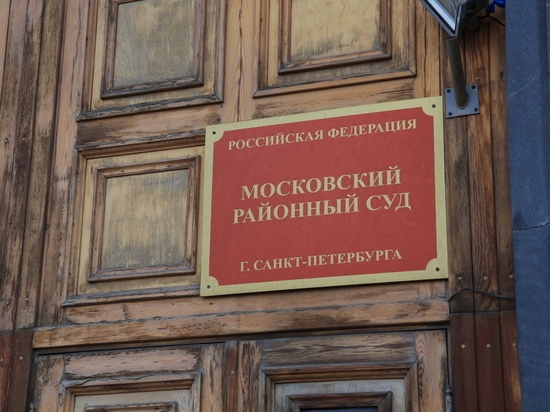 РОССИЙСКАЯ ФЕДЕРАЦИЯ
МОСКОВСКИЙ
РАЙОННЫЙ СУД
Г. САНКТ-ПЕТЕРБУРГА